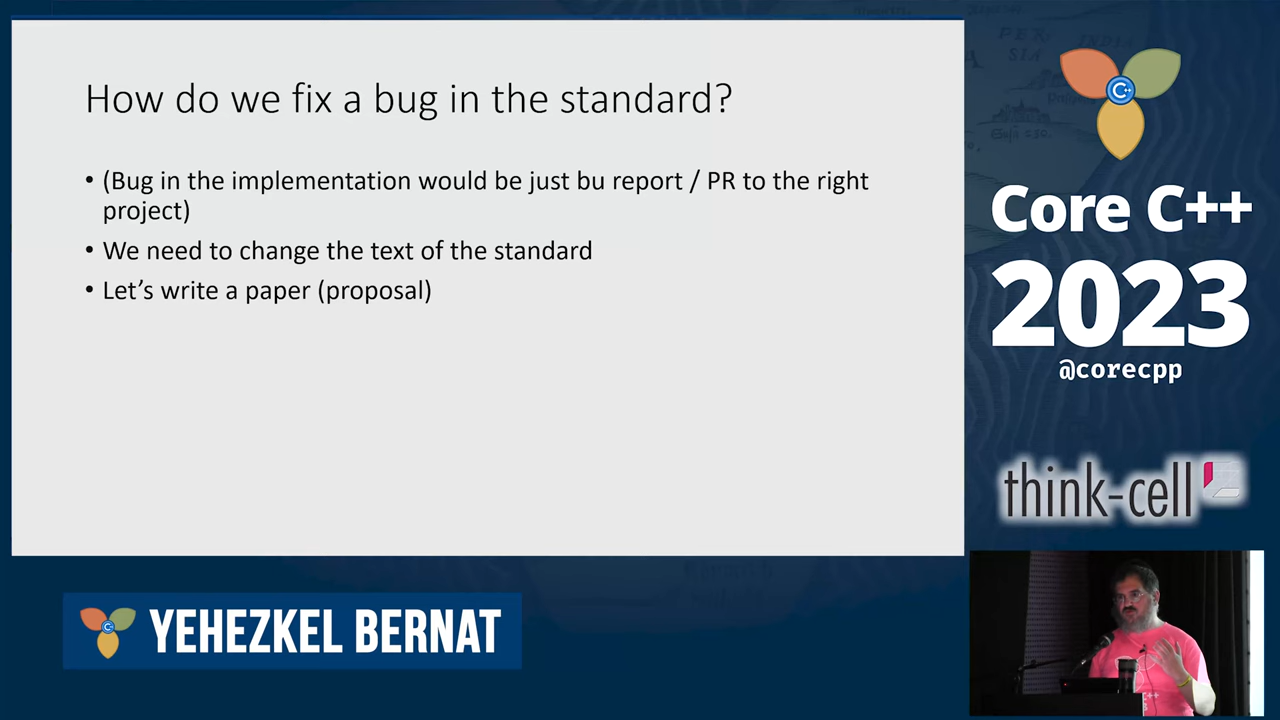 How do we fix a bug in the standard?
• (Bug in the implementation would be just bu report / PR to the right
project)
• We need to change the text of the standard
• Let's write a paper (proposal)
C++
Core C++
2023
@corecpp
think-cell
YEHEZKEL BERNAT